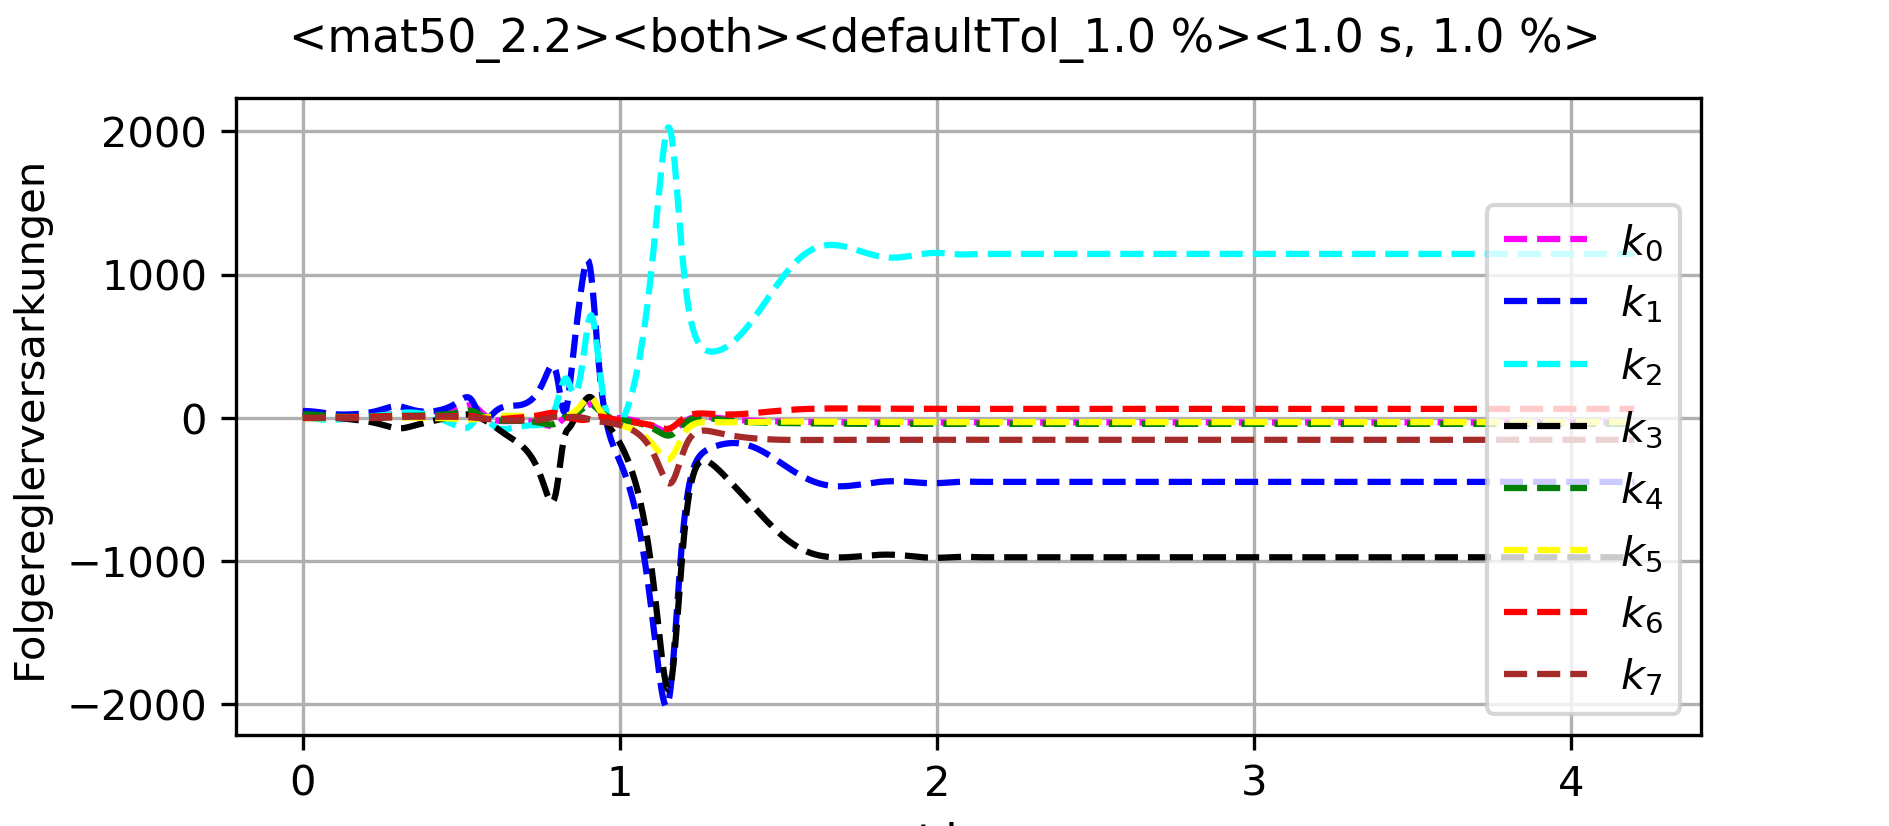 <mat50_2.2><both><defaultTol_1.0 %><1.0 s, 1.0 %>
Folgereglerversarkungen
2000
1000
0
−1000
−2000
0 1 2 3 4
k0
k1
k2
k3
k4
k5
k6
k7